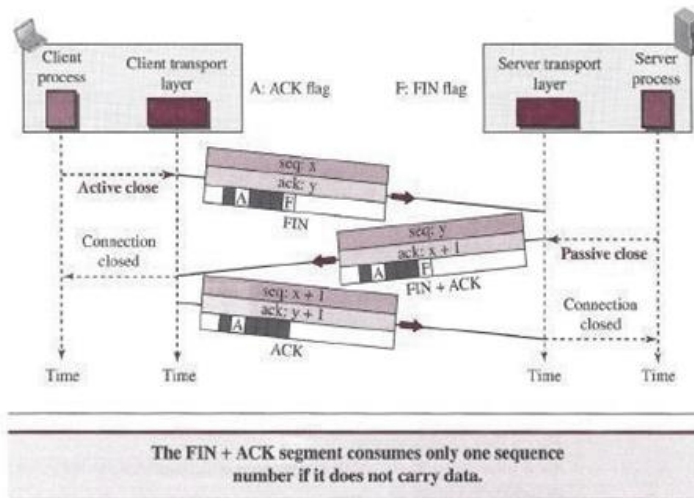 Client
process
Client transport
layer
A: ACK flag
F: FIN flag
Server transport
layer
Server
process
Active close
seq: x
ack: y
A
F
FIN
Connection
closed
seq: y
ack: x + 1
A
F
FIN + ACK
Passive close
seq: x + 1
ack: y + 1
A
ACK
Connection
closed
Time
Time
Time
Time
The FIN + ACK segment consumes only one sequence
number if it does not carry data.